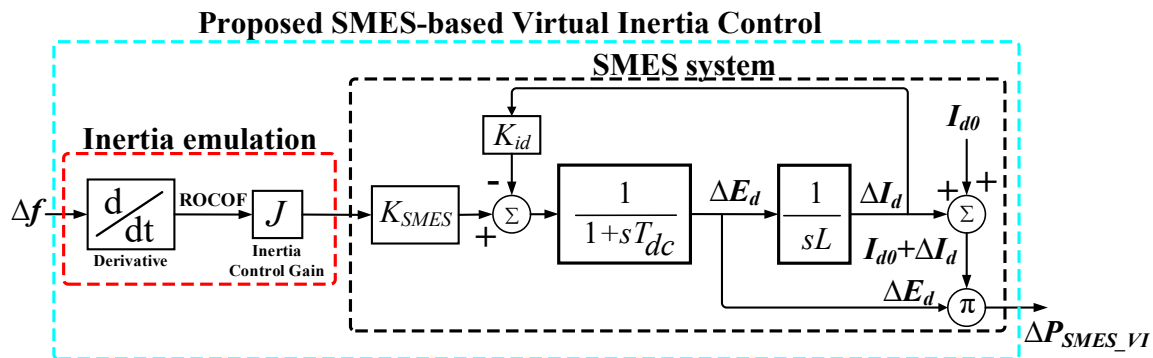 Proposed SMES-based Virtual Inertia Control
SMES system
Inertia emulation
Δf
d
dt
Derivative
ROCOF
J
Inertia
Control Gain
K_SMES
K_id
-
+
Σ
1
1+sT_dc
ΔE_d
1
sL
ΔI_d
I_d0
+
+
Σ
I_d0+ΔI_d
ΔE_d
π
ΔP_SMES_VI